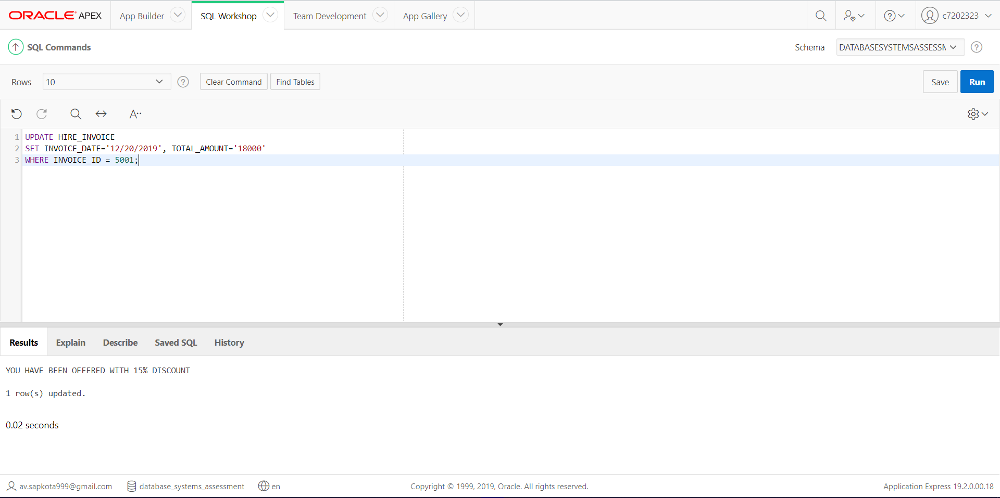 ORACLE APEX App Builder SQL Workshop Team Development App Gallery c7202323
SQL Commands Schema DATABASESYSTEMSASSESSM
Rows 10 Clear Command Find Tables Save Run
A
1 UPDATE HIRE_INVOICE
2 SET INVOICE_DATE='12/20/2019', TOTAL_AMOUNT='18000'
3 WHERE INVOICE_ID = 5001;
Results Explain Describe Saved SQL History
YOU HAVE BEEN OFFERED WITH 15% DISCOUNT
1 row(s) updated.
0.02 seconds
av.sapkota999@gmail.com database_systems_assessment en Copyright © 1999, 2019, Oracle. All rights reserved. Application Express 19.2.0.00.18